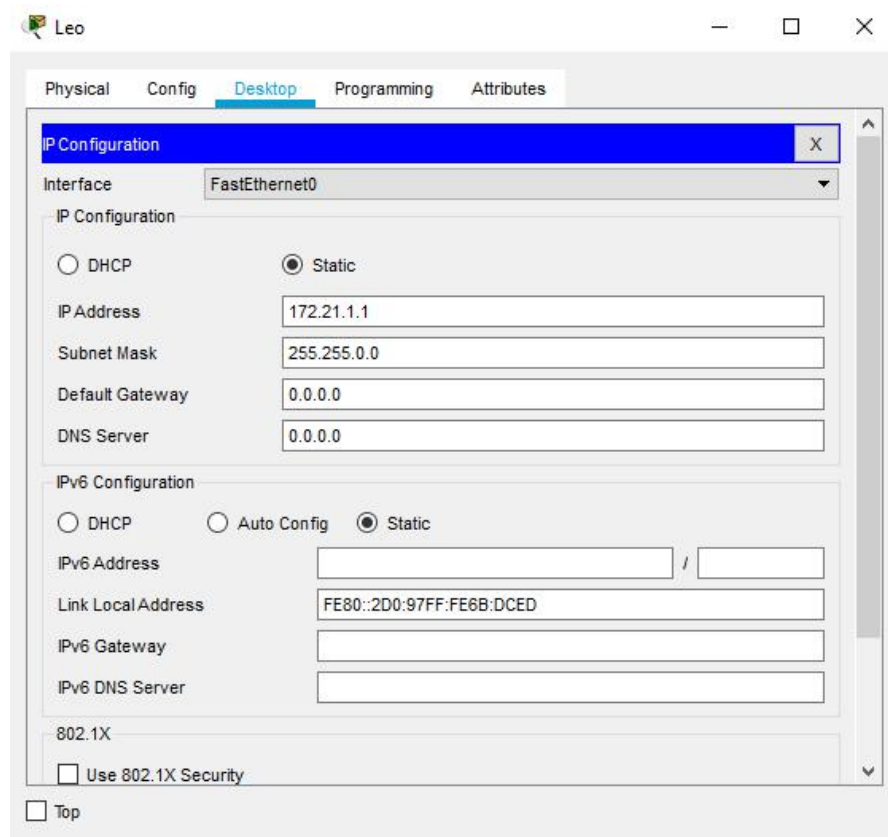 Leo
Physical Config Desktop Programming Attributes
IP Configuration X
Interface FastEthernet0
IP Configuration
DHCP Static
IP Address 172.21.1.1
Subnet Mask 255.255.0.0
Default Gateway 0.0.0.0
DNS Server 0.0.0.0
IPv6 Configuration
DHCP Auto Config Static
IPv6 Address /
Link Local Address FE80::2D0:97FF:FE6B:DCED
IPv6 Gateway
IPv6 DNS Server
802.1X
Use 802.1X Security
Top